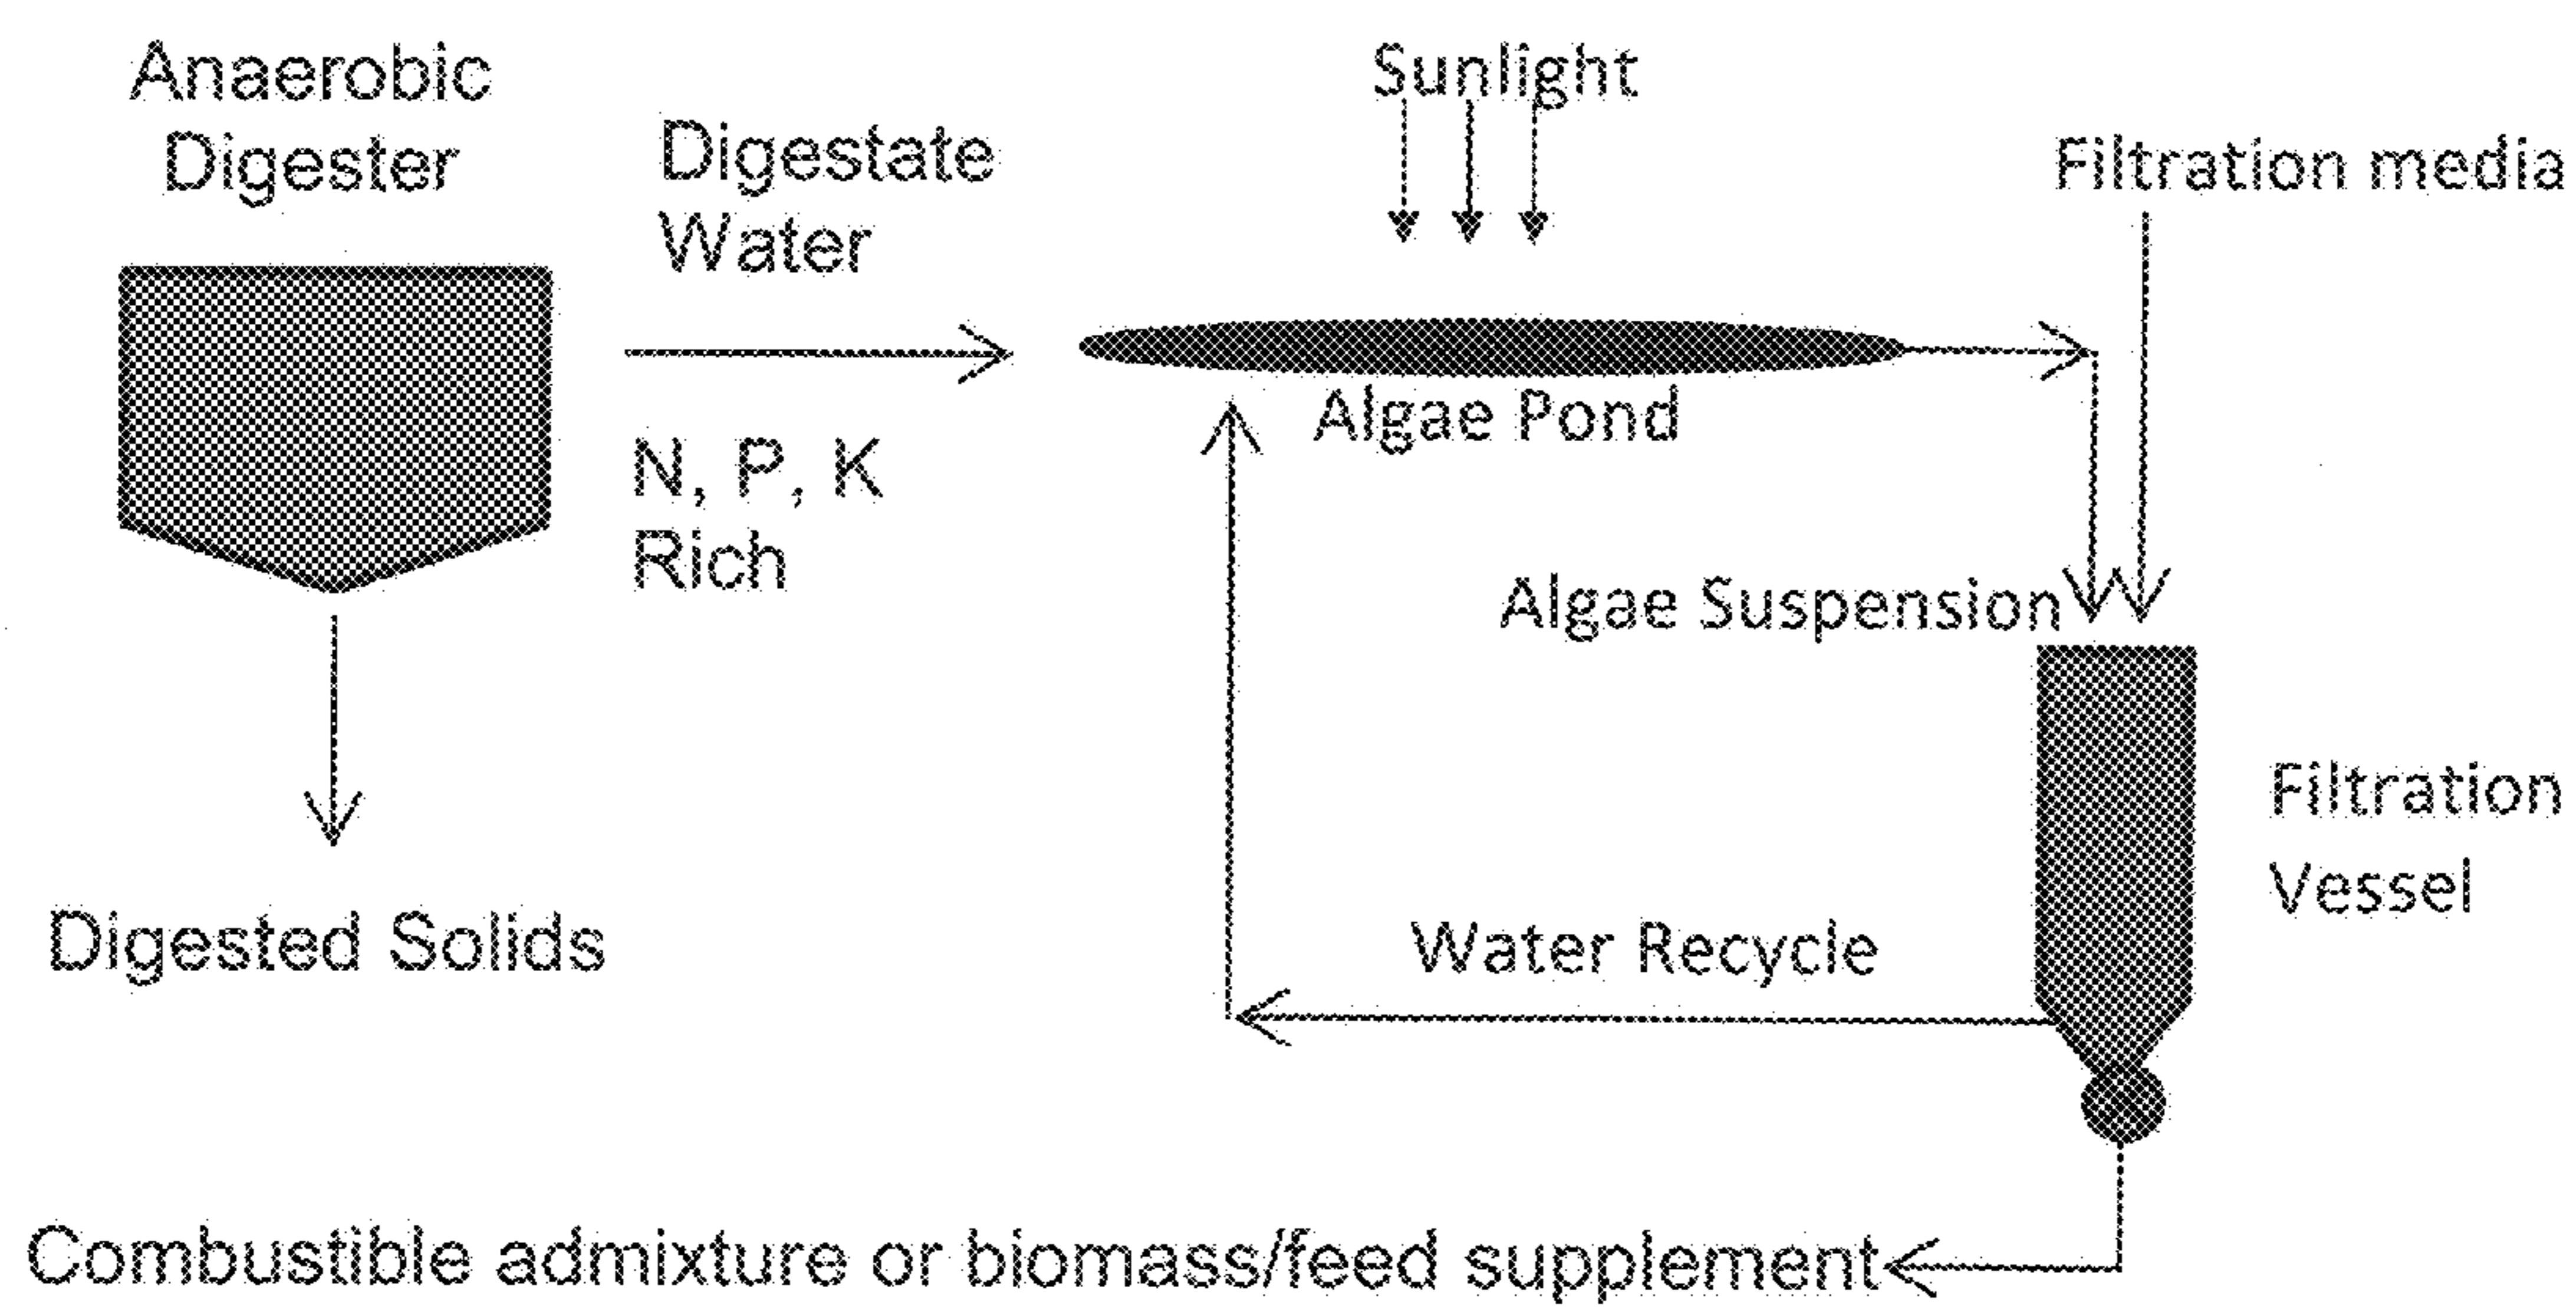 Anaerobic
Digester
Digestate
Water
Sunlight
Filtration media
N, P, K
Rich
Algae Pond
Algae Suspension
Filtration
Vessel
Digested Solids
Water Recycle
Combustible admixture or biomass/feed supplement